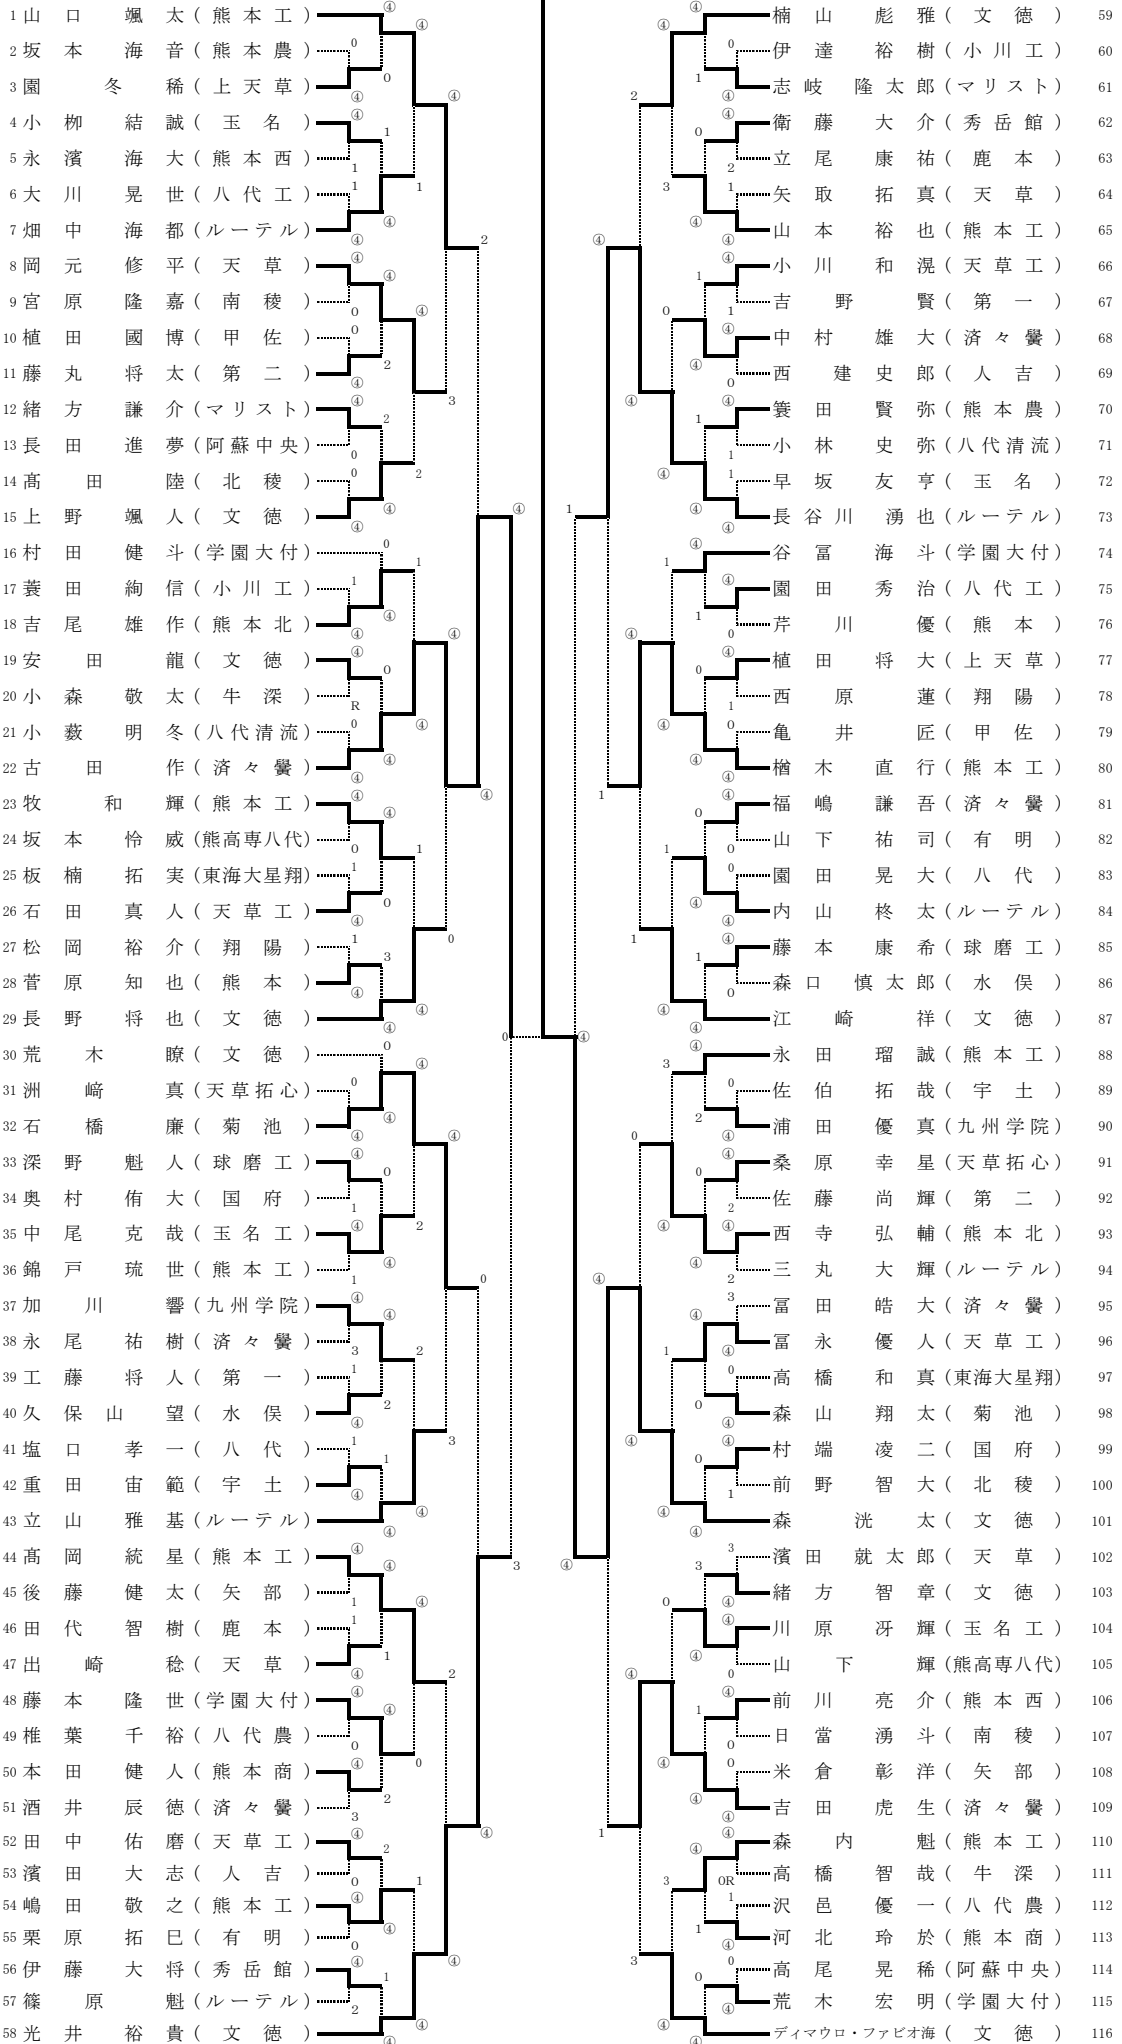 1 山口 颯太 (熊本工)
2 坂本 海音 (熊本農)
3 園 冬稀 (上天草)
4 小栁 結誠 (玉名)
5 永濱 海大 (熊本西)
6 大川 晃世 (八代工)
7 畑中 海都 (ルーテル)
8 岡元 修平 (天草)
9 宮原 隆嘉 (南稜)
10 植田 國博 (甲佐)
11 藤丸 将太 (第二)
12 緒方 謙介 (マリスト)
13 長田 進夢 (阿蘇中央)
14 髙田 陸 (北稜)
15 上野 颯人 (文徳)
16 村田 健斗 (学園大付)
17 蓑田 絢信 (小川工)
18 吉尾 雄作 (熊本北)
19 安田 龍 (文徳)
20 小森 敬太 (牛深)
21 小薮 明冬 (八代清流)
22 古田 作 (済々黌)
23 牧 和輝 (熊本工)
24 坂本 怜威 (熊高専八代)
25 板楠 拓実 (東海大星翔)
26 石田 真人 (天草工)
27 松岡 裕介 (翔陽)
28 菅原 知也 (熊本)
29 長野 将也 (文徳)
30 荒木 瞭 (文徳)
31 洲﨑 真 (天草拓心)
32 石橋 廉 (菊池)
33 深野 魁人 (球磨工)
34 奥村 侑大 (国府)
35 中尾 克哉 (玉名工)
36 錦戸 琉世 (熊本工)
37 加川 響 (九州学院)
38 永尾 祐樹 (済々黌)
39 工藤 将人 (第一)
40 久保山 望 (水俣)
41 塩口 孝一 (八代)
42 重田 宙範 (宇土)
43 立山 雅基 (ルーテル)
44 髙岡 統星 (熊本工)
45 後藤 健太 (矢部)
46 田代 智樹 (鹿本)
47 出崎 稔 (天草)
48 藤本 隆世 (学園大付)
49 椎葉 千裕 (八代農)
50 本田 健人 (熊本商)
51 酒井 辰徳 (済々黌)
52 田中 佑磨 (天草工)
53 濱田 大志 (人吉)
54 嶋田 敬之 (熊本工)
55 栗原 拓巳 (有明)
56 伊藤 大将 (秀岳館)
57 篠原 魁 (ルーテル)
58 光井 裕貴 (文徳)
楠山 彪雅 (文徳) 59
伊達 裕樹 (小川工) 60
志岐 隆太郎 (マリスト) 61
衛藤 大介 (秀岳館) 62
立尾 康祐 (鹿本) 63
矢取 拓真 (天草) 64
山本 裕也 (熊本工) 65
小川 和滉 (天草工) 66
吉野 賢 (第一) 67
中村 雄大 (済々黌) 68
西 建史郎 (人吉) 69
簑田 賢弥 (熊本農) 70
小林 史弥 (八代清流) 71
早坂 友亨 (玉名) 72
長谷川 湧也 (ルーテル) 73
谷冨 海斗 (学園大付) 74
園田 秀治 (八代工) 75
芹川 優 (熊本) 76
植田 将大 (上天草) 77
西原 蓮 (翔陽) 78
亀井 匠 (甲佐) 79
楢木 直行 (熊本工) 80
福嶋 謙吾 (済々黌) 81
山下 祐司 (有明) 82
園田 晃大 (八代) 83
内山 柊太 (ルーテル) 84
藤本 康希 (球磨工) 85
森口 慎太郎 (水俣) 86
江崎 祥 (文徳) 87
永田 瑠誠 (熊本工) 88
佐伯 拓哉 (宇土) 89
浦田 優真 (九州学院) 90
桑原 幸星 (天草拓心) 91
佐藤 尚輝 (第二) 92
西寺 弘輔 (熊本北) 93
三丸 大輝 (ルーテル) 94
冨田 皓大 (済々黌) 95
冨永 優人 (天草工) 96
高橋 和真 (東海大星翔) 97
森山 翔太 (菊池) 98
村端 凌二 (国府) 99
前野 智大 (北稜) 100
森 洸太 (文徳) 101
濱田 就太郎 (天草) 102
緒方 智章 (文徳) 103
川原 冴輝 (玉名工) 104
山下 輝 (熊高専八代) 105
前川 亮介 (熊本西) 106
日當 湧斗 (南稜) 107
米倉 彰洋 (矢部) 108
吉田 虎生 (済々黌) 109
森内 魁 (熊本工) 110
高橋 智哉 (牛深) 111
沢邑 優一 (八代農) 112
河北 玲於 (熊本商) 113
高尾 晃稀 (阿蘇中央) 114
荒木 宏明 (学園大付) 115
ディマウロ・ファビオ海 (文徳) 116